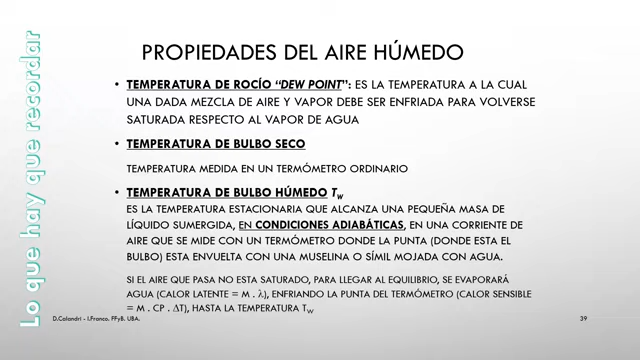 Lo que hay que recordar
PROPIEDADES DEL AIRE HÚMEDO
• TEMPERATURA DE ROCÍO “DEW POINT”: ES LA TEMPERATURA A LA CUAL
UNA DADA MEZCLA DE AIRE Y VAPOR DEBE SER ENFRIADA PARA VOLVERSE
SATURADA RESPECTO AL VAPOR DE AGUA
• TEMPERATURA DE BULBO SECO
TEMPERATURA MEDIDA EN UN TERMÓMETRO ORDINARIO
• TEMPERATURA DE BULBO HÚMEDO Tw
ES LA TEMPERATURA ESTACIONARIA QUE ALCANZA UNA PEQUEÑA MASA DE
LÍQUIDO SUMERGIDA, EN CONDICIONES ADIABÁTICAS, EN UNA CORRIENTE DE
AIRE QUE SE MIDE CON UN TERMÓMETRO DONDE LA PUNTA (DONDE ESTA EL
BULBO) ESTA ENVUELTA CON UNA MUSELINA O SÍMIL MOJADA CON AGUA.
SI EL AIRE QUE PASA NO ESTA SATURADO, PARA LLEGAR AL EQUILIBRIO, SE EVAPORARÁ
AGUA (CALOR LATENTE = M . λ), ENFRIANDO LA PUNTA DEL TERMÓMETRO (CALOR SENSIBLE
= M . CP . ΔT), HASTA LA TEMPERATURA TW
D.Calandri - I.Franco. FFyB. UBA.
39